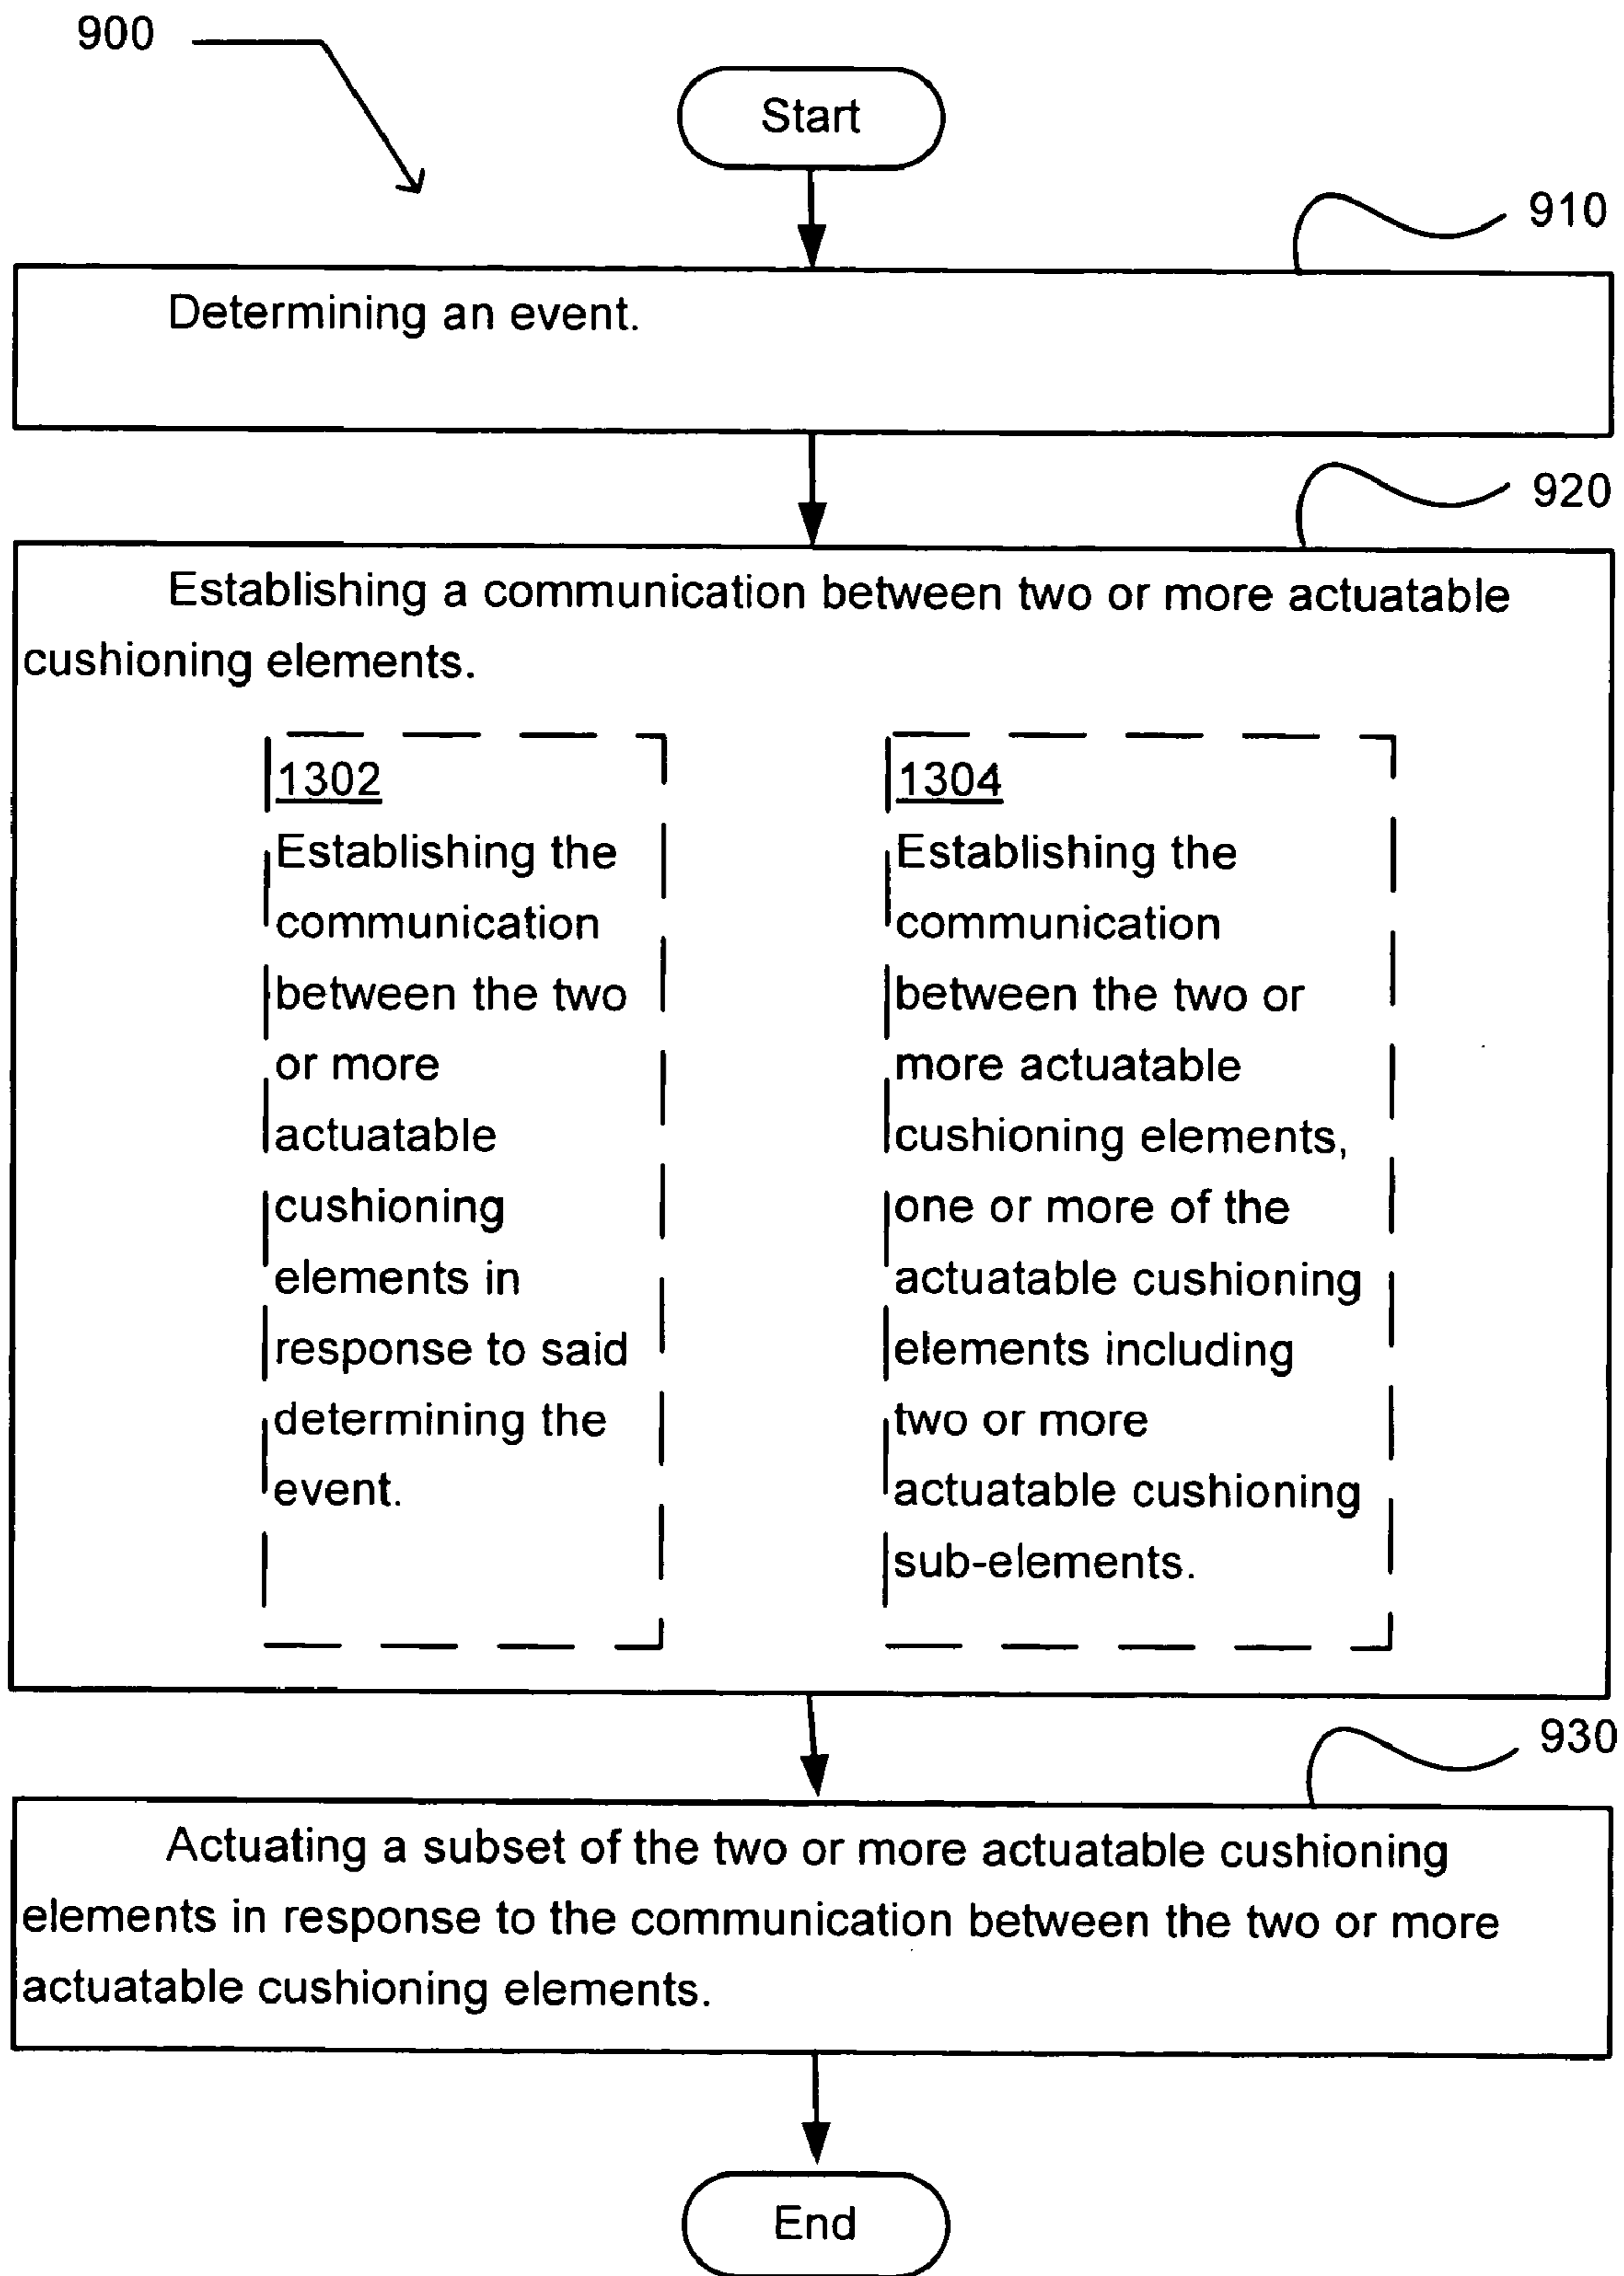 900
Start
910
Determining an event.
920
Establishing a communication between two or more actuatable
cushioning elements.
1302
Establishing the
communication
between the two
or more
actuatable
cushioning
elements in
response to said
determining the
event.
1304
Establishing the
communication
between the two or
more actuatable
cushioning elements,
one or more of the
actuatable cushioning
elements including
two or more
actuatable cushioning
sub-elements.
930
Actuating a subset of the two or more actuatable cushioning
elements in response to the communication between the two or more
actuatable cushioning elements.
End